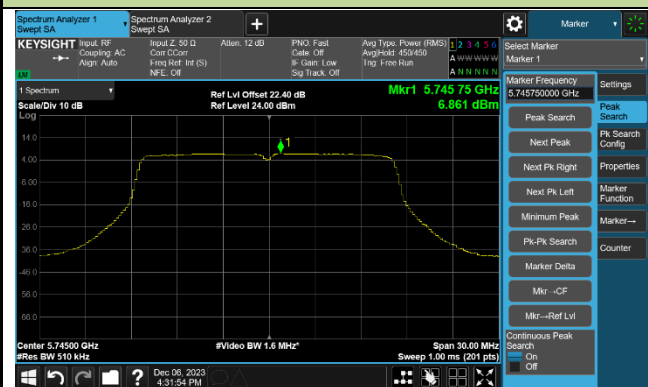 Spectrum Analyzer 1
Swept SA
Spectrum Analyzer 2
Swept SA
+
Marker
KEYSIGHT
Input: RF
Coupling: AC
Align: Auto
Input Z: 50 Ω
Corr CCorr
Freq Ref: Int (S)
NFE: Off
Atten: 12 dB
PNO: Fast
Gate: Off
IF Gain: Low
Sig Track: Off
Avg Type: Power (RMS)
Avg|Hold: 450/450
Trig: Free Run
1 2 3 4 5 6
A W W W W W
A N N N N N
LM
Select Marker
Marker 1
1 Spectrum
Scale/Div 10 dB
Log
Ref Lvl Offset 22.40 dB
Ref Level 24.00 dBm
Mkr1 5.745 75 GHz
6.861 dBm
14.0
4.00
-6.00
-16.0
-26.0
-36.0
-46.0
-56.0
-66.0
1
Center 5.74500 GHz
#Res BW 510 kHz
#Video BW 1.6 MHz*
Span 30.00 MHz
Sweep 1.00 ms (201 pts)
Marker Frequency
5.745750000 GHz
Peak Search
Next Peak
Next Pk Right
Next Pk Left
Minimum Peak
Pk-Pk Search
Marker Delta
Mkr→CF
Mkr→Ref Lvl
Continuous Peak
Search
On
Off
Settings
Peak
Search
Pk Search
Config
Properties
Marker
Function
Marker→
Counter
?
Dec 06, 2023
4:31:54 PM